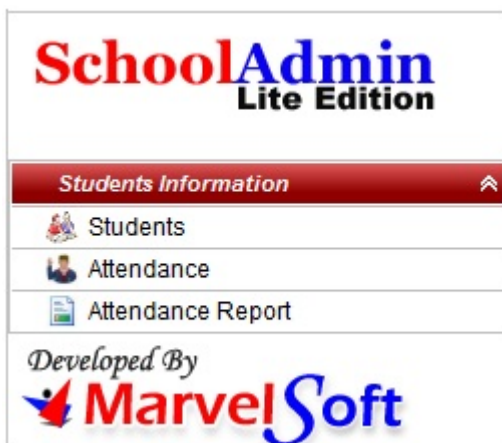 SchoolAdmin
Lite Edition
Students Information
Students
Attendance
Attendance Report
Developed By
MarvelSoft